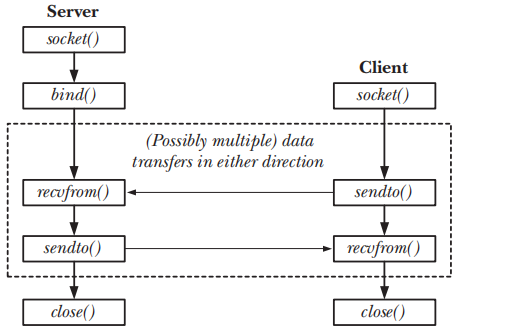 Server
socket()
Client
bind()
socket()
(Possibly multiple) data
transfers in either direction
recvfrom()
sendto()
sendto()
recvfrom()
close()
close()